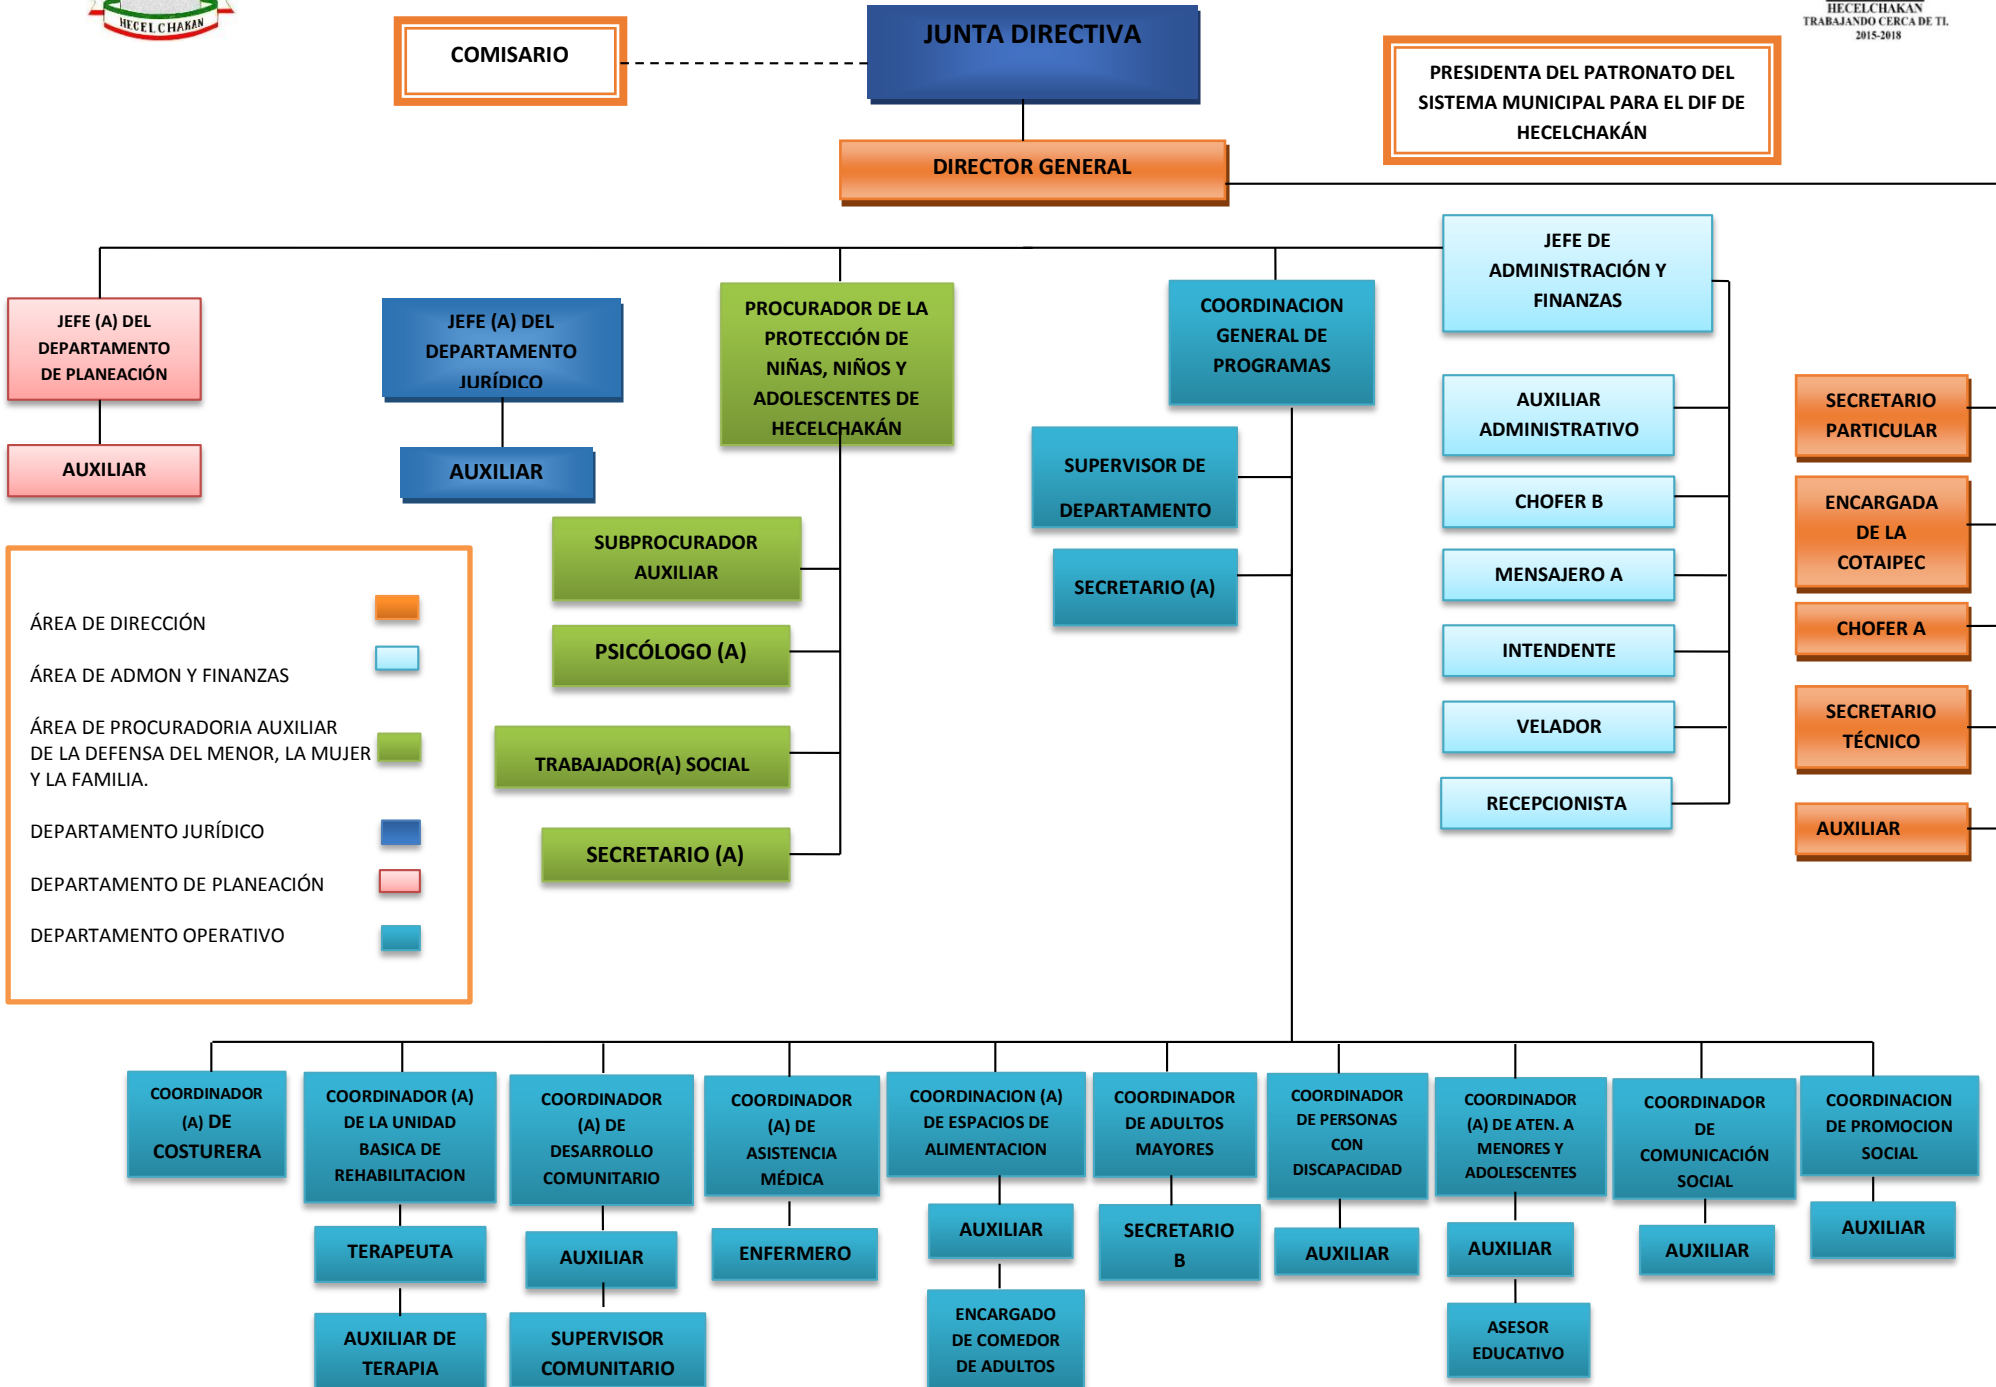 HECELCHAKAN
HECELCHAKAN
TRABAJANDO CERCA DE TI.
2015-2018
COMISARIO
JUNTA DIRECTIVA
PRESIDENTA DEL PATRONATO DEL
SISTEMA MUNICIPAL PARA EL DIF DE
HECELCHAKÁN
DIRECTOR GENERAL
JEFE (A) DEL
DEPARTAMENTO
DE PLANEACIÓN
AUXILIAR
JEFE (A) DEL
DEPARTAMENTO
JURÍDICO
AUXILIAR
PROCURADOR DE LA
PROTECCIÓN DE
NIÑAS, NIÑOS Y
ADOLESCENTES DE
HECELCHAKÁN
SUBPROCURADOR
AUXILIAR
PSICÓLOGO (A)
TRABAJADOR(A) SOCIAL
SECRETARIO (A)
COORDINACION
GENERAL DE
PROGRAMAS
SUPERVISOR DE
DEPARTAMENTO
SECRETARIO (A)
JEFE DE
ADMINISTRACIÓN Y
FINANZAS
AUXILIAR
ADMINISTRATIVO
CHOFER B
MENSAJERO A
INTENDENTE
VELADOR
RECEPCIONISTA
SECRETARIO
PARTICULAR
ENCARGADA
DE LA
COTAIPEC
CHOFER A
SECRETARIO
TÉCNICO
AUXILIAR
ÁREA DE DIRECCIÓN
ÁREA DE ADMON Y FINANZAS
ÁREA DE PROCURADORIA AUXILIAR
DE LA DEFENSA DEL MENOR, LA MUJER
Y LA FAMILIA.
DEPARTAMENTO JURÍDICO
DEPARTAMENTO DE PLANEACIÓN
DEPARTAMENTO OPERATIVO
COORDINADOR
(A) DE
COSTURERA
COORDINADOR (A)
DE LA UNIDAD
BASICA DE
REHABILITACION
TERAPEUTA
AUXILIAR DE
TERAPIA
COORDINADOR
(A) DE
DESARROLLO
COMUNITARIO
AUXILIAR
SUPERVISOR
COMUNITARIO
COORDINADOR
(A) DE
ASISTENCIA
MÉDICA
ENFERMERO
COORDINACION (A)
DE ESPACIOS DE
ALIMENTACION
AUXILIAR
ENCARGADO
DE COMEDOR
DE ADULTOS
COORDINADOR
DE ADULTOS
MAYORES
SECRETARIO
B
COORDINADOR
DE PERSONAS
CON
DISCAPACIDAD
AUXILIAR
COORDINADOR
(A) DE ATEN. A
MENORES Y
ADOLESCENTES
AUXILIAR
ASESOR
EDUCATIVO
COORDINADOR
DE
COMUNICACIÓN
SOCIAL
AUXILIAR
COORDINACION
DE PROMOCION
SOCIAL
AUXILIAR